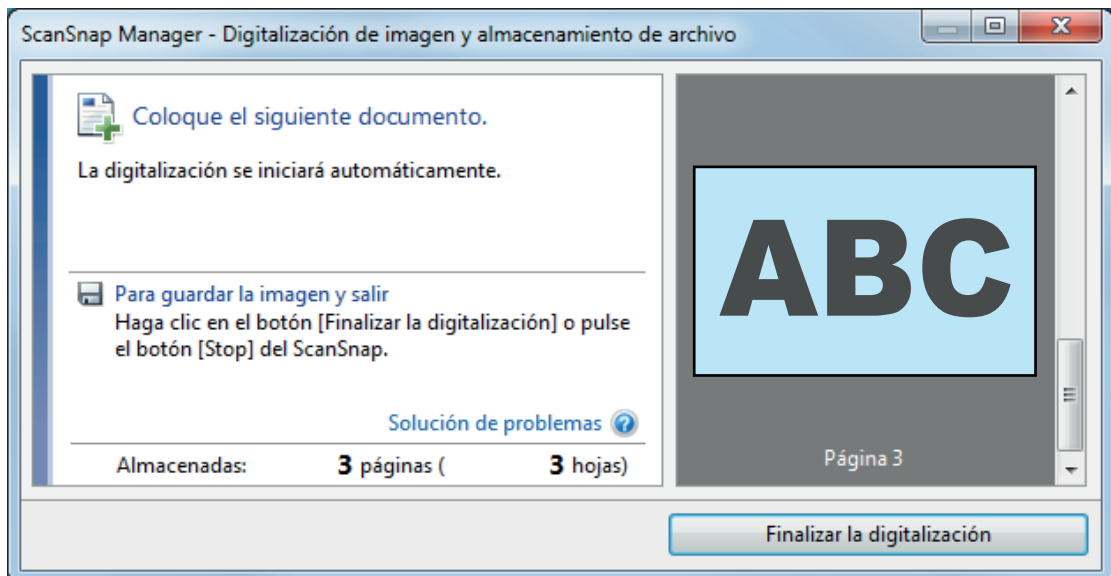 ScanSnap Manager - Digitalización de imagen y almacenamiento de archivo
Coloque el siguiente documento.
La digitalización se iniciará automáticamente.
Para guardar la imagen y salir
Haga clic en el botón [Finalizar la digitalización] o pulse
el botón [Stop] del ScanSnap.
Solución de problemas
Almacenadas: 3 páginas ( 3 hojas)
ABC
Página 3
Finalizar la digitalización